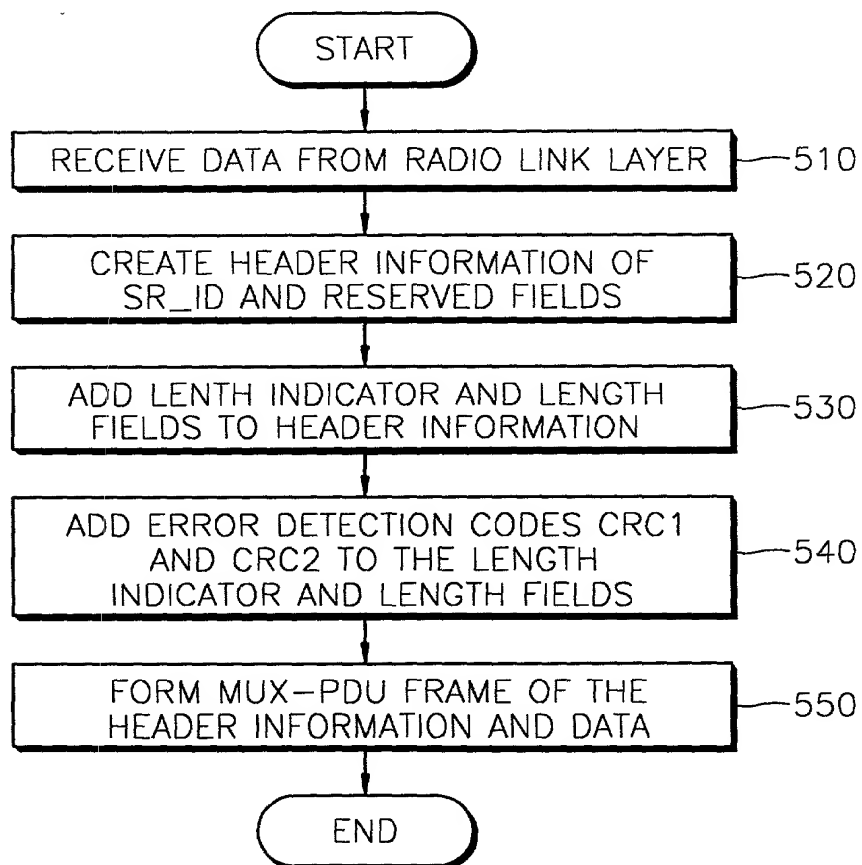 START
RECEIVE DATA FROM RADIO LINK LAYER
510
CREATE HEADER INFORMATION OF
SR_ID AND RESERVED FIELDS
520
ADD LENTH INDICATOR AND LENGTH
FIELDS TO HEADER INFORMATION
530
ADD ERROR DETECTION CODES CRC1
AND CRC2 TO THE LENGTH
INDICATOR AND LENGTH FIELDS
540
FORM MUX-PDU FRAME OF THE
HEADER INFORMATION AND DATA
550
END